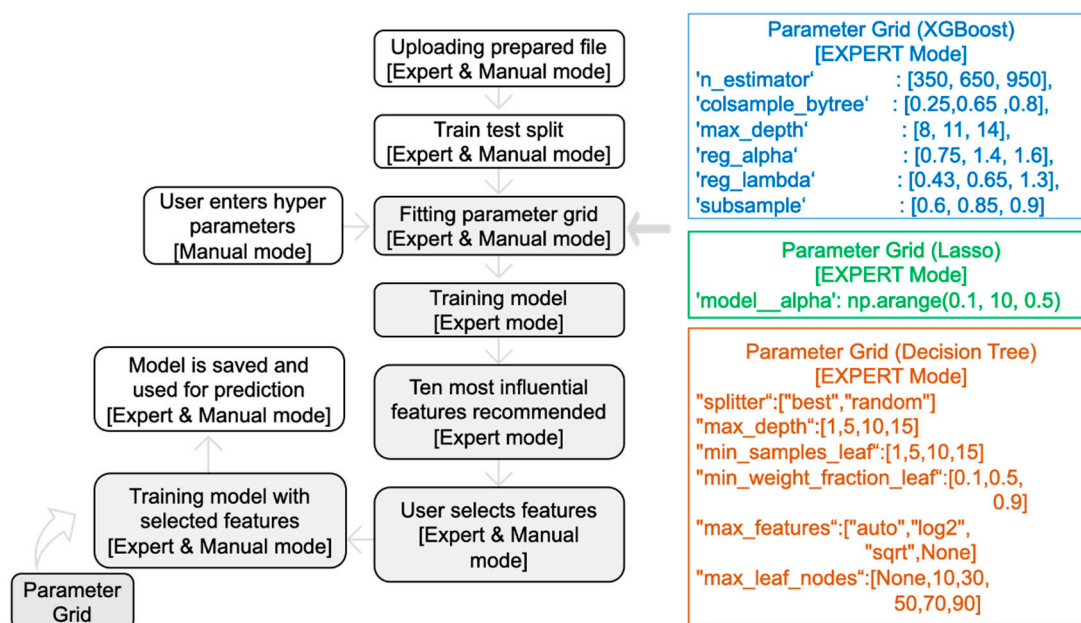 Uploading prepared file
[Expert & Manual mode]
Train test split
[Expert & Manual mode]
User enters hyper
parameters
[Manual mode]
Fitting parameter grid
[Expert & Manual mode]
Training model
[Expert mode]
Ten most influential
features recommended
[Expert mode]
User selects features
[Expert & Manual
mode]
Training model with
selected features
[Expert & Manual mode]
Model is saved and
used for prediction
[Expert & Manual mode]
Parameter
Grid
Parameter Grid (XGBoost)
[EXPERT Mode]
'n_estimator‘ : [350, 650, 950],
'colsample_bytree‘ : [0.25,0.65 ,0.8],
'max_depth‘ : [8, 11, 14],
'reg_alpha‘ : [0.75, 1.4, 1.6],
'reg_lambda‘ : [0.43, 0.65, 1.3],
'subsample‘ : [0.6, 0.85, 0.9]
Parameter Grid (Lasso)
[EXPERT Mode]
'model__alpha': np.arange(0.1, 10, 0.5)
Parameter Grid (Decision Tree)
[EXPERT Mode]
"splitter“:["best","random"]
"max_depth“:[1,5,10,15]
"min_samples_leaf“:[1,5,10,15]
"min_weight_fraction_leaf“:[0.1,0.5,
0.9]
"max_features“:["auto","log2",
"sqrt",None]
"max_leaf_nodes“:[None,10,30,
50,70,90]